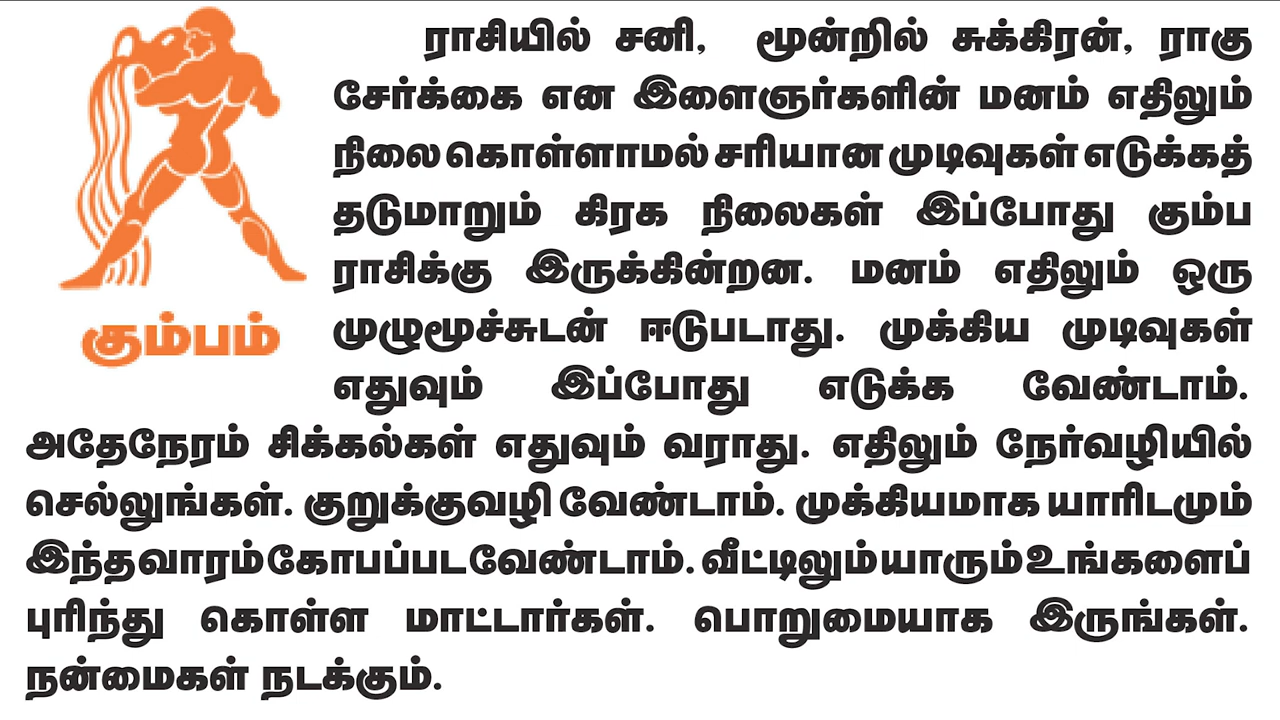 ராசியில் சனி, மூன்றில் சுக்கிரன், ராகு
சேர்க்கை என இளைஞர்களின் மனம் எதிலும்
நிலை கொள்ளாமல் சரியான முடிவுகள் எடுக்கத்
தடுமாறும் கிரக நிலைகள் இப்போது கும்ப
ராசிக்கு இருக்கின்றன. மனம் எதிலும் ஒரு
முழுமூச்சுடன் ஈடுபடாது. முக்கிய முடிவுகள்
எதுவும் இப்போது எடுக்க வேண்டாம்.
கும்பம்
அதேநேரம் சிக்கல்கள் எதுவும் வராது. எதிலும் நேர்வழியில்
செல்லுங்கள். குறுக்குவழி வேண்டாம். முக்கியமாக யாரிடமும்
இந்த வாரம் கோபப்பட வேண்டாம். வீட்டிலும் யாரும் உங்களைப்
புரிந்து கொள்ள மாட்டார்கள். பொறுமையாக இருங்கள்.
நன்மைகள் நடக்கும்.